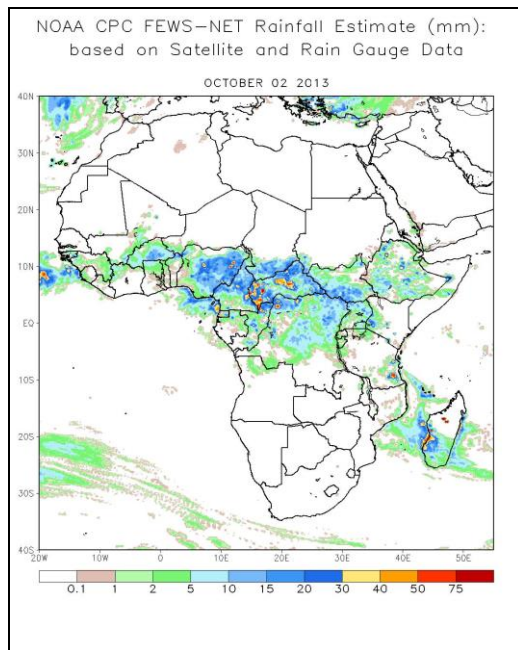 NOAA CPC FEWS-NET Rainfall Estimate (mm):
based on Satellite and Rain Gauge Data
OCTOBER 02 2013
40N
30N
20N
10N
EQ
10S
20S
30S
40S
20W 10W 0 10E 20E 30E 40E 50E
0.1 1 2 5 10 15 20 30 40 50 75